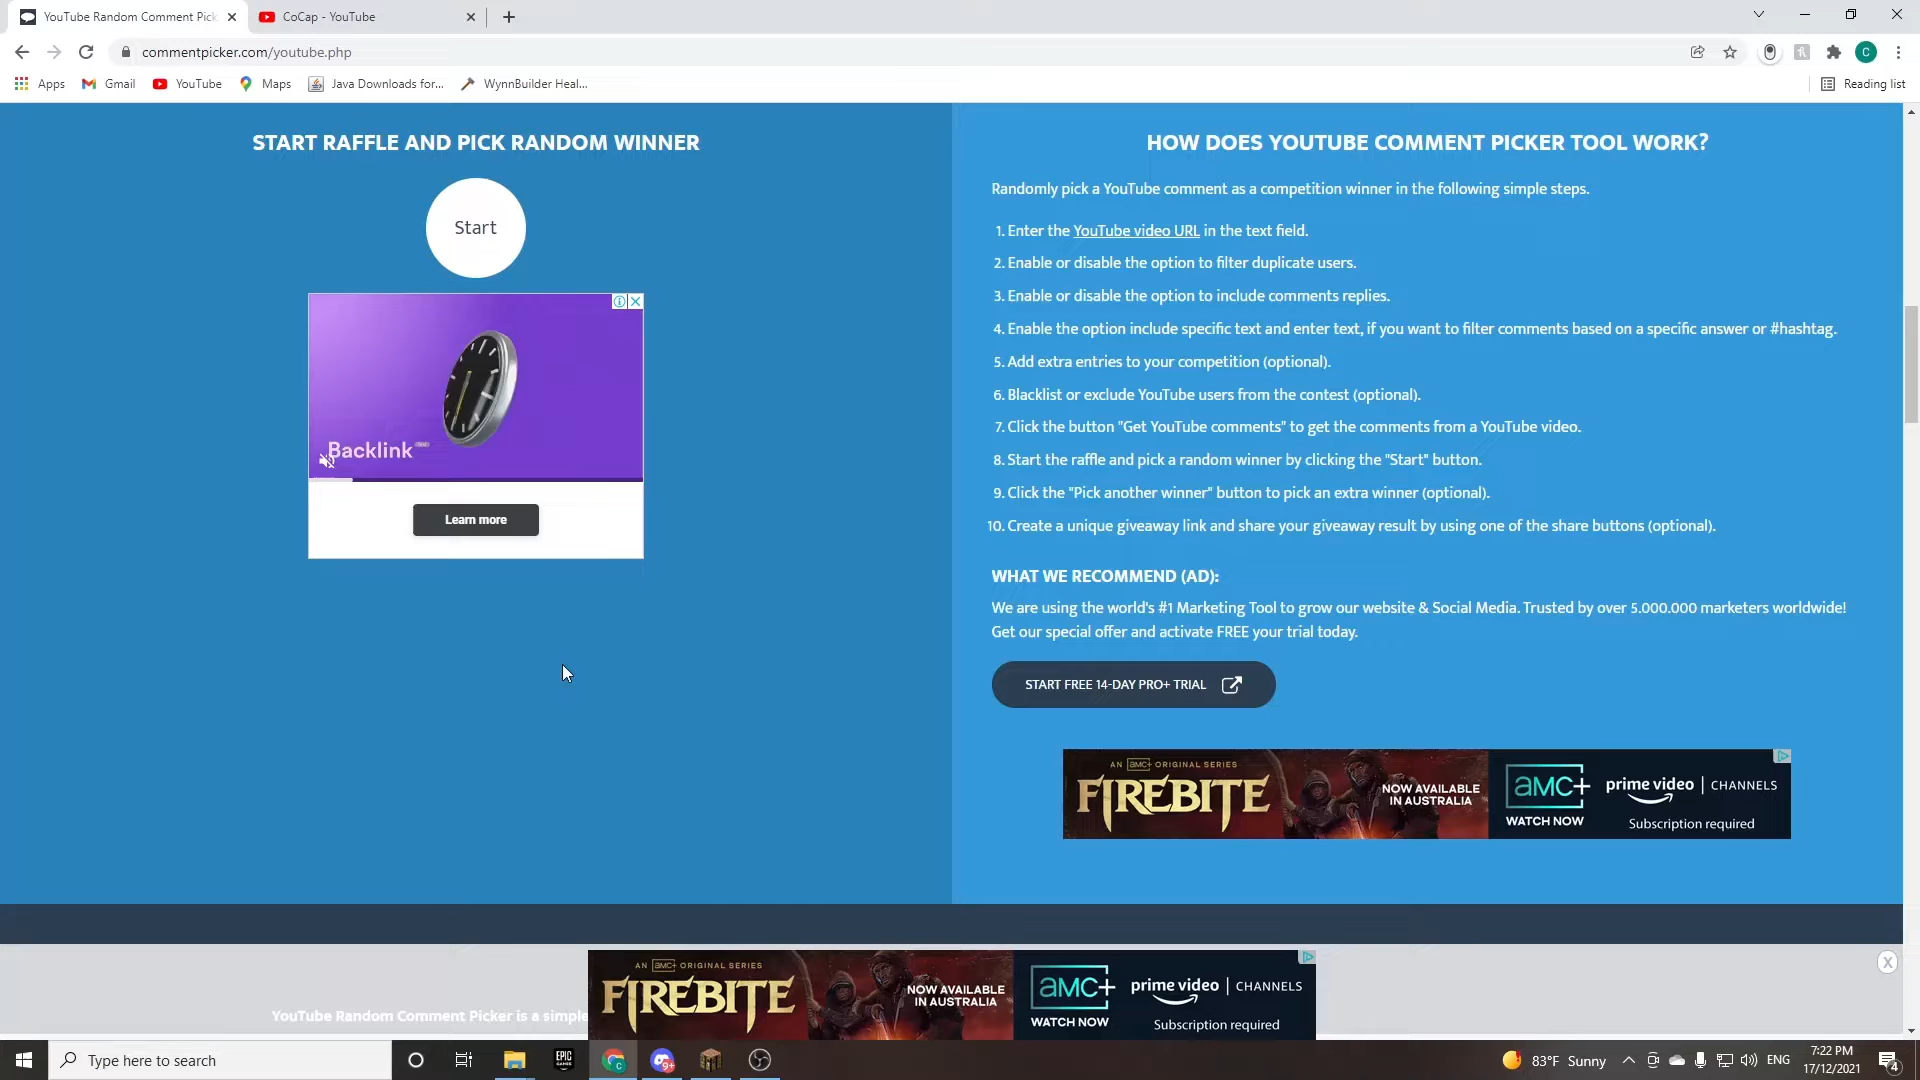 YouTube Random Comment Pick
CoCap - YouTube
commentpicker.com/youtube.php
C
Apps
Gmail
YouTube
Maps
Java Downloads for...
WynnBuilder Heal...
Reading list
START RAFFLE AND PICK RANDOM WINNER
Start
Backlink
Learn more
HOW DOES YOUTUBE COMMENT PICKER TOOL WORK?
Randomly pick a YouTube comment as a competition winner in the following simple steps.
1. Enter the YouTube video URL in the text field.
2. Enable or disable the option to filter duplicate users.
3. Enable or disable the option to include comments replies.
4. Enable the option include specific text and enter text, if you want to filter comments based on a specific answer or #hashtag.
5. Add extra entries to your competition (optional).
6. Blacklist or exclude YouTube users from the contest (optional).
7. Click the button "Get YouTube comments" to get the comments from a YouTube video.
8. Start the raffle and pick a random winner by clicking the "Start" button.
9. Click the "Pick another winner" button to pick an extra winner (optional).
10. Create a unique giveaway link and share your giveaway result by using one of the share buttons (optional).
WHAT WE RECOMMEND (AD):
We are using the world's #1 Marketing Tool to grow our website & Social Media. Trusted by over 5.000.000 marketers worldwide!
Get our special offer and activate FREE your trial today.
START FREE 14-DAY PRO+ TRIAL
AN amc+ ORIGINAL SERIES
FIREBITE
NOW AVAILABLE
IN AUSTRALIA
amc+
WATCH NOW
prime video | CHANNELS
Subscription required
X
YouTube Random Comment Picker is a simple
AN amc+ ORIGINAL SERIES
FIREBITE
NOW AVAILABLE
IN AUSTRALIA
amc+
WATCH NOW
prime video | CHANNELS
Subscription required
Type here to search
EPIC
GAMES
C
9+
83°F Sunny
ENG
7:22 PM
17/12/2021
4